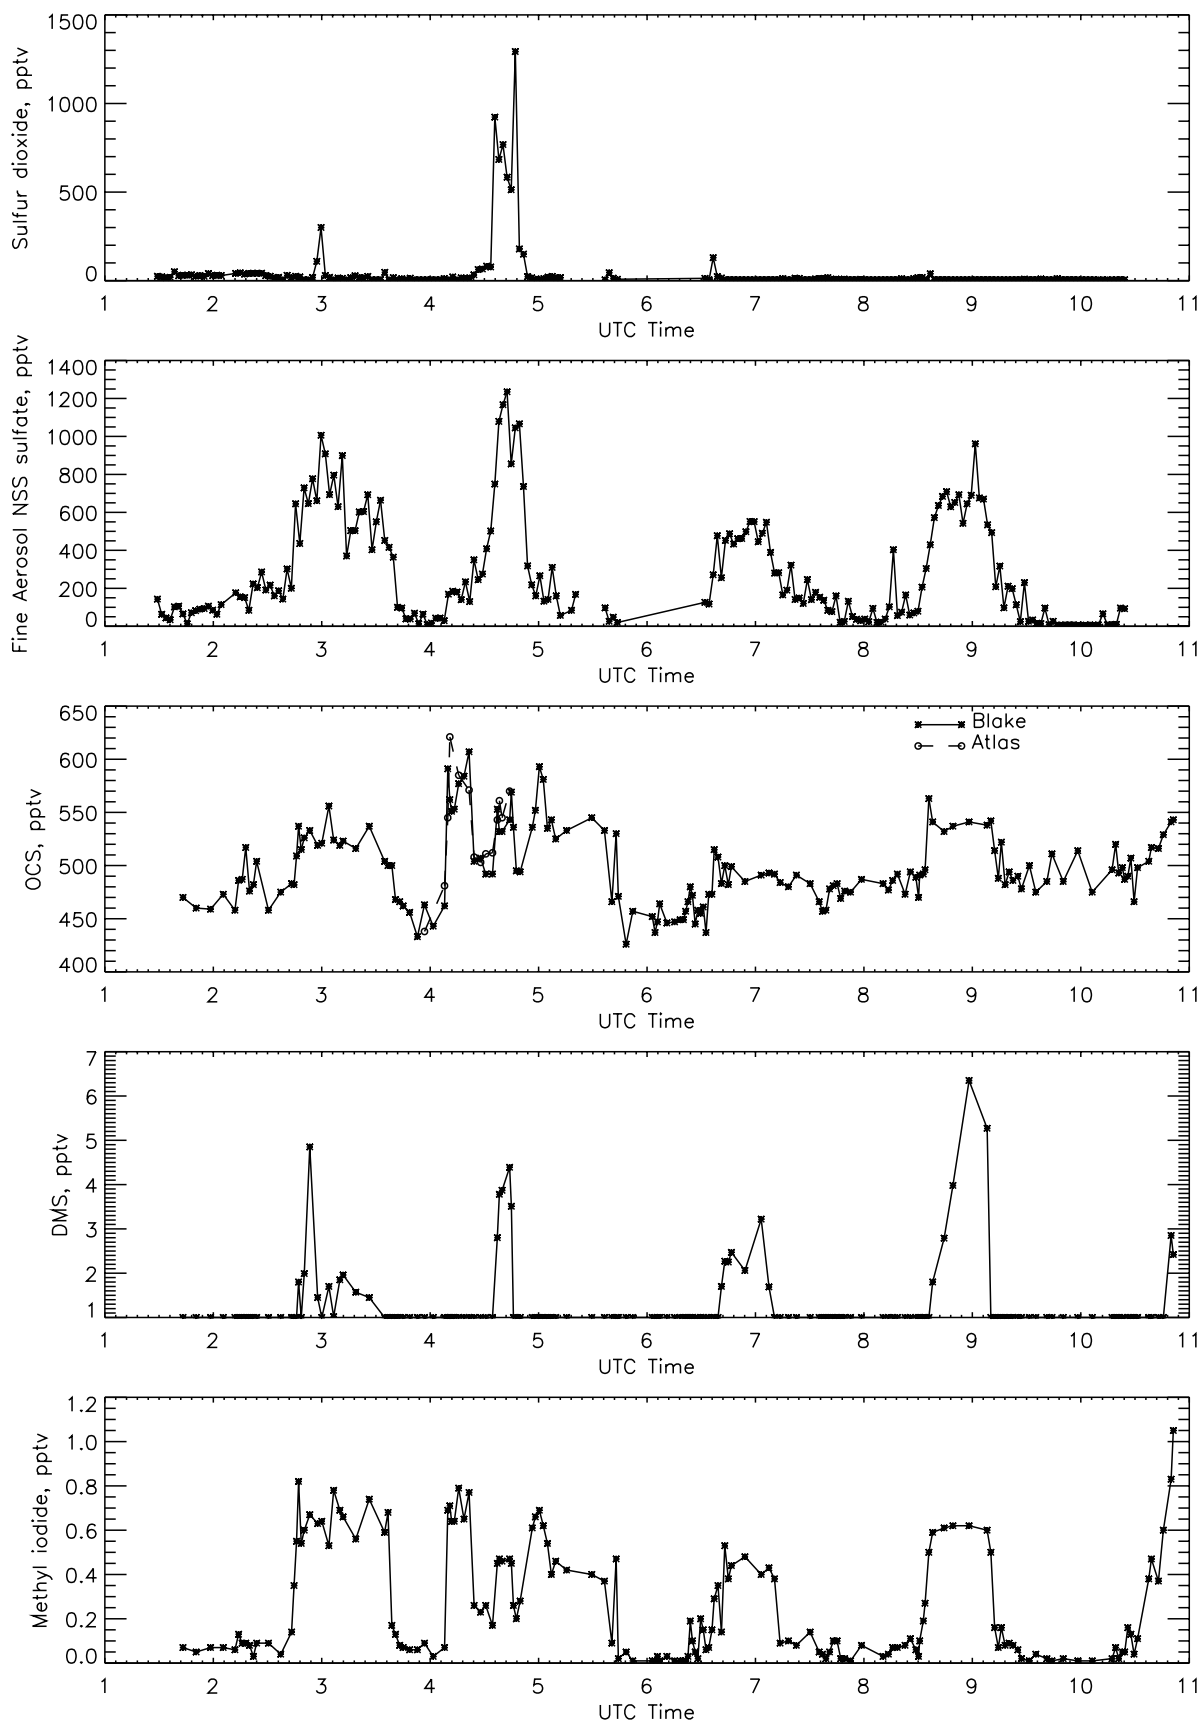 Sulfur dioxide, pptv
1500
1000
500
0
1 2 3 4 5 6 7 8 9 10 11
UTC Time
Fine Aerosol NSS sulfate, pptv
1400
1200
1000
800
600
400
200
0
1 2 3 4 5 6 7 8 9 10 11
UTC Time
OCS, pptv
650
600
550
500
450
400
Blake
Atlas
1 2 3 4 5 6 7 8 9 10 11
UTC Time
DMS, pptv
7
6
5
4
3
2
1
1 2 3 4 5 6 7 8 9 10 11
UTC Time
Methyl iodide, pptv
1.2
1.0
0.8
0.6
0.4
0.2
0.0
1 2 3 4 5 6 7 8 9 10 11
UTC Time